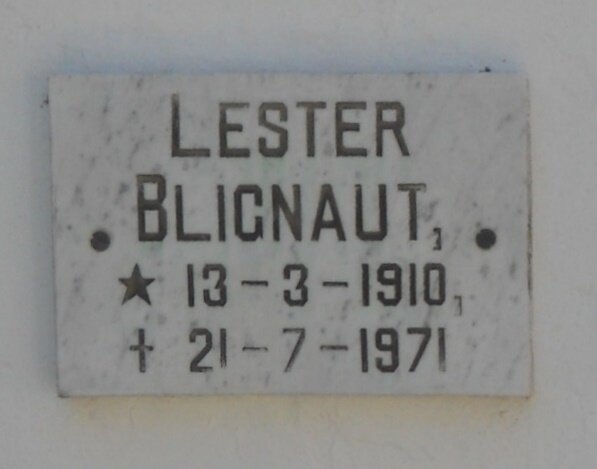 LESTER
BLIGNAUT,
★ 13-3-1910,
† 21-7-1971